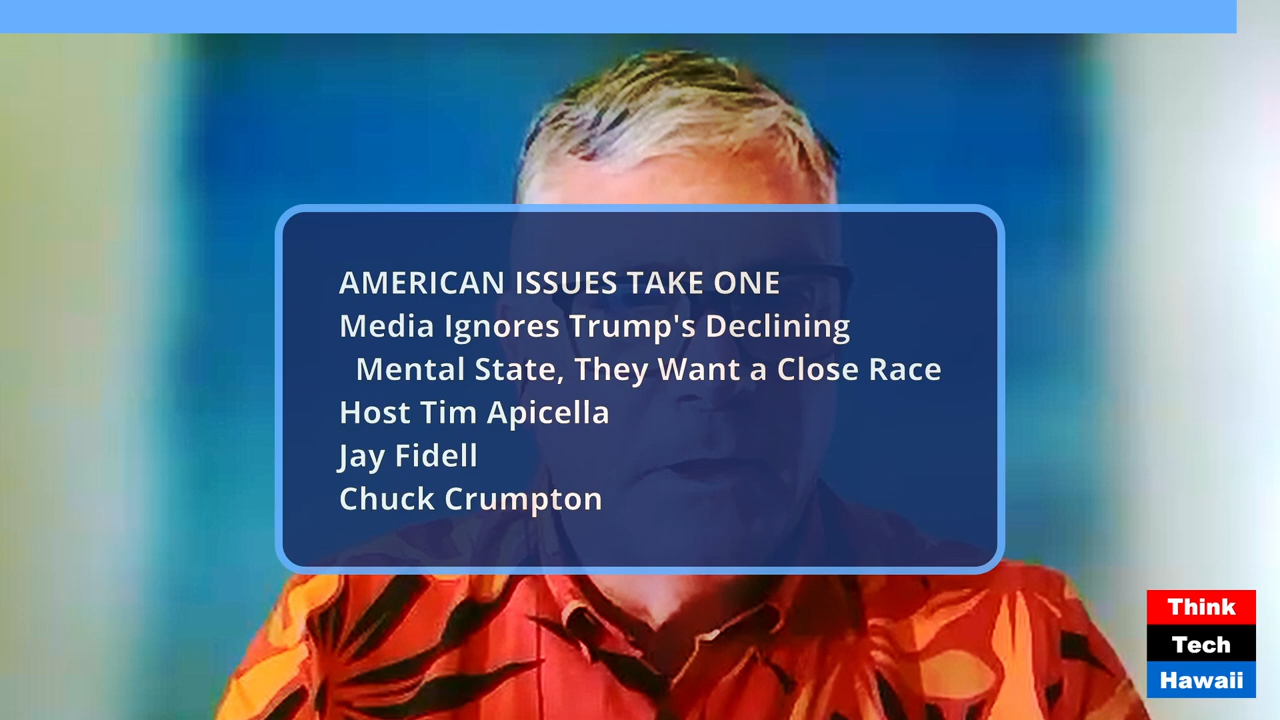 AMERICAN ISSUES TAKE ONE
Media Ignores Trump's Declining
Mental State, They Want a Close Race
Host Tim Apicella
Jay Fidell
Chuck Crumpton
Think
Tech
Hawaii